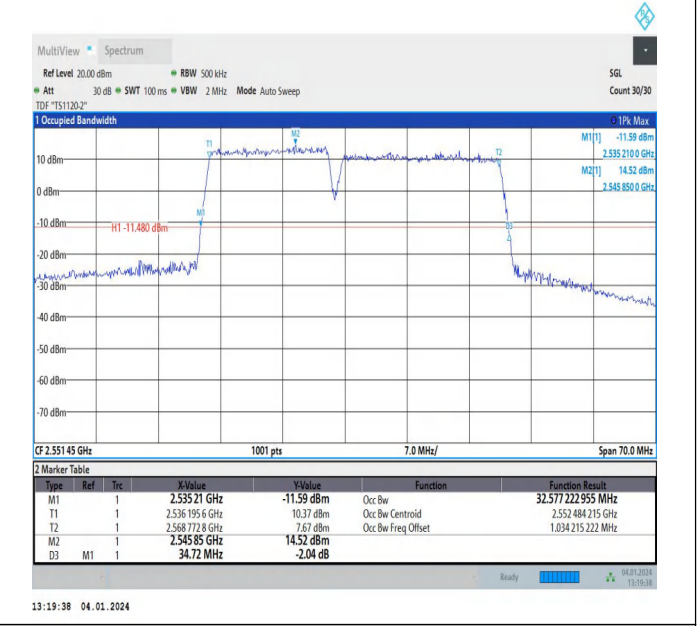 R&S
MultiView Spectrum
Ref Level 20.00 dBm RBW 500 kHz SGL
Att 30 dB SWT 100 ms VBW 2 MHz Mode Auto Sweep Count 30/30
TDF "TS1120-2"
1 Occupied Bandwidth 1Pk Max
M1[1] -11.59 dBm
2.535 210 0 GHz
M2[1] 14.52 dBm
2.545 850 0 GHz
T1
M2
T2
10 dBm
0 dBm
M1
-10 dBm
H1 -11.480 dBm
D3
-20 dBm
-30 dBm
-40 dBm
-50 dBm
-60 dBm
-70 dBm
CF 2.551 45 GHz 1001 pts 7.0 MHz/ Span 70.0 MHz
2 Marker Table
Type Ref Trc X-Value Y-Value Function Function Result
M1 1 2.535 21 GHz -11.59 dBm Occ Bw 32.577 222 955 MHz
T1 1 2.536 195 6 GHz 10.37 dBm Occ Bw Centroid 2.552 484 215 GHz
T2 1 2.568 772 8 GHz 7.67 dBm Occ Bw Freq Offset 1.034 215 222 MHz
M2 1 2.545 85 GHz 14.52 dBm
D3 M1 1 34.72 MHz -2.04 dB
Ready 04.01.2024
13:19:38
13:19:38 04.01.2024